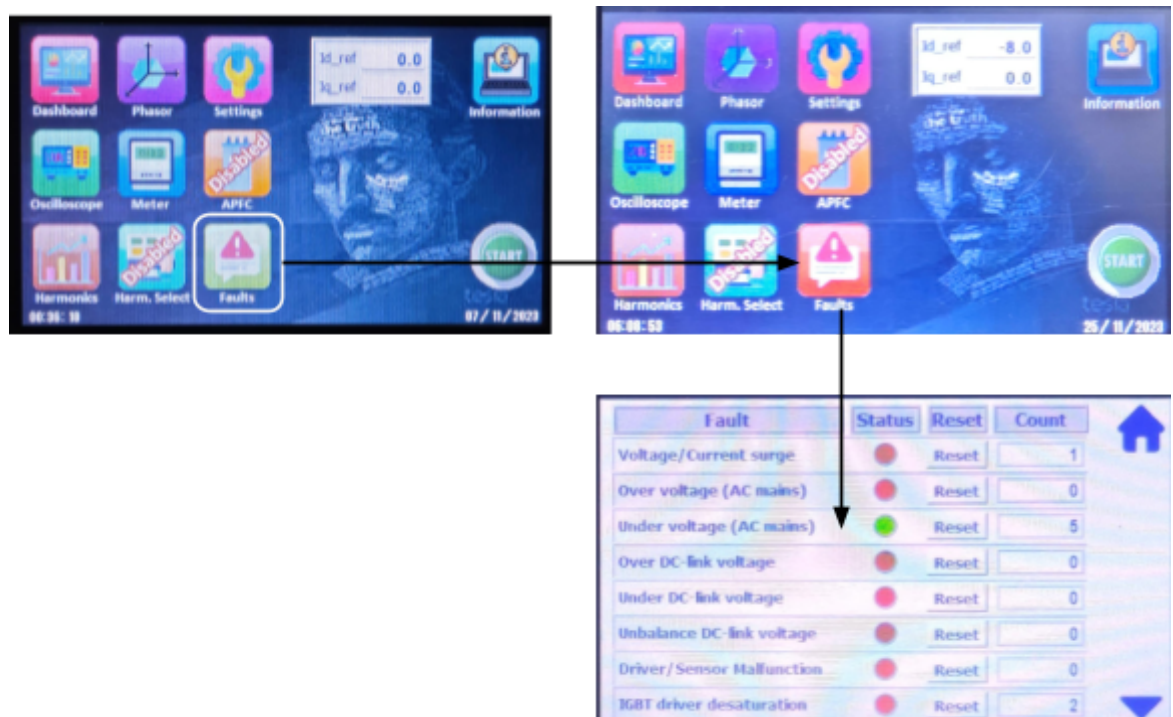 Id_ref 0.0
Iq_ref 0.0
Dashboard Phasor Settings Information
Disabled
Oscilloscope Meter APFC
START
Disabled
Harmonics Harm. Select Faults
tesla
07/11/2023
Id_ref -8.0
Iq_ref 0.0
Dashboard Phasor Settings Information
the truth
Disabled
Oscilloscope Meter APFC
START
Disabled
Harmonics Harm. Select Faults
tesla
06:08:53 25/11/2023
Fault Status Reset Count
Voltage/Current surge Reset 1
Over voltage (AC mains) Reset 0
Under voltage (AC mains) Reset 5
Over DC-link voltage Reset 0
Under DC-link voltage Reset 0
Unbalance DC-link voltage Reset 0
Driver/Sensor Malfunction Reset 0
IGBT driver desaturation Reset 2